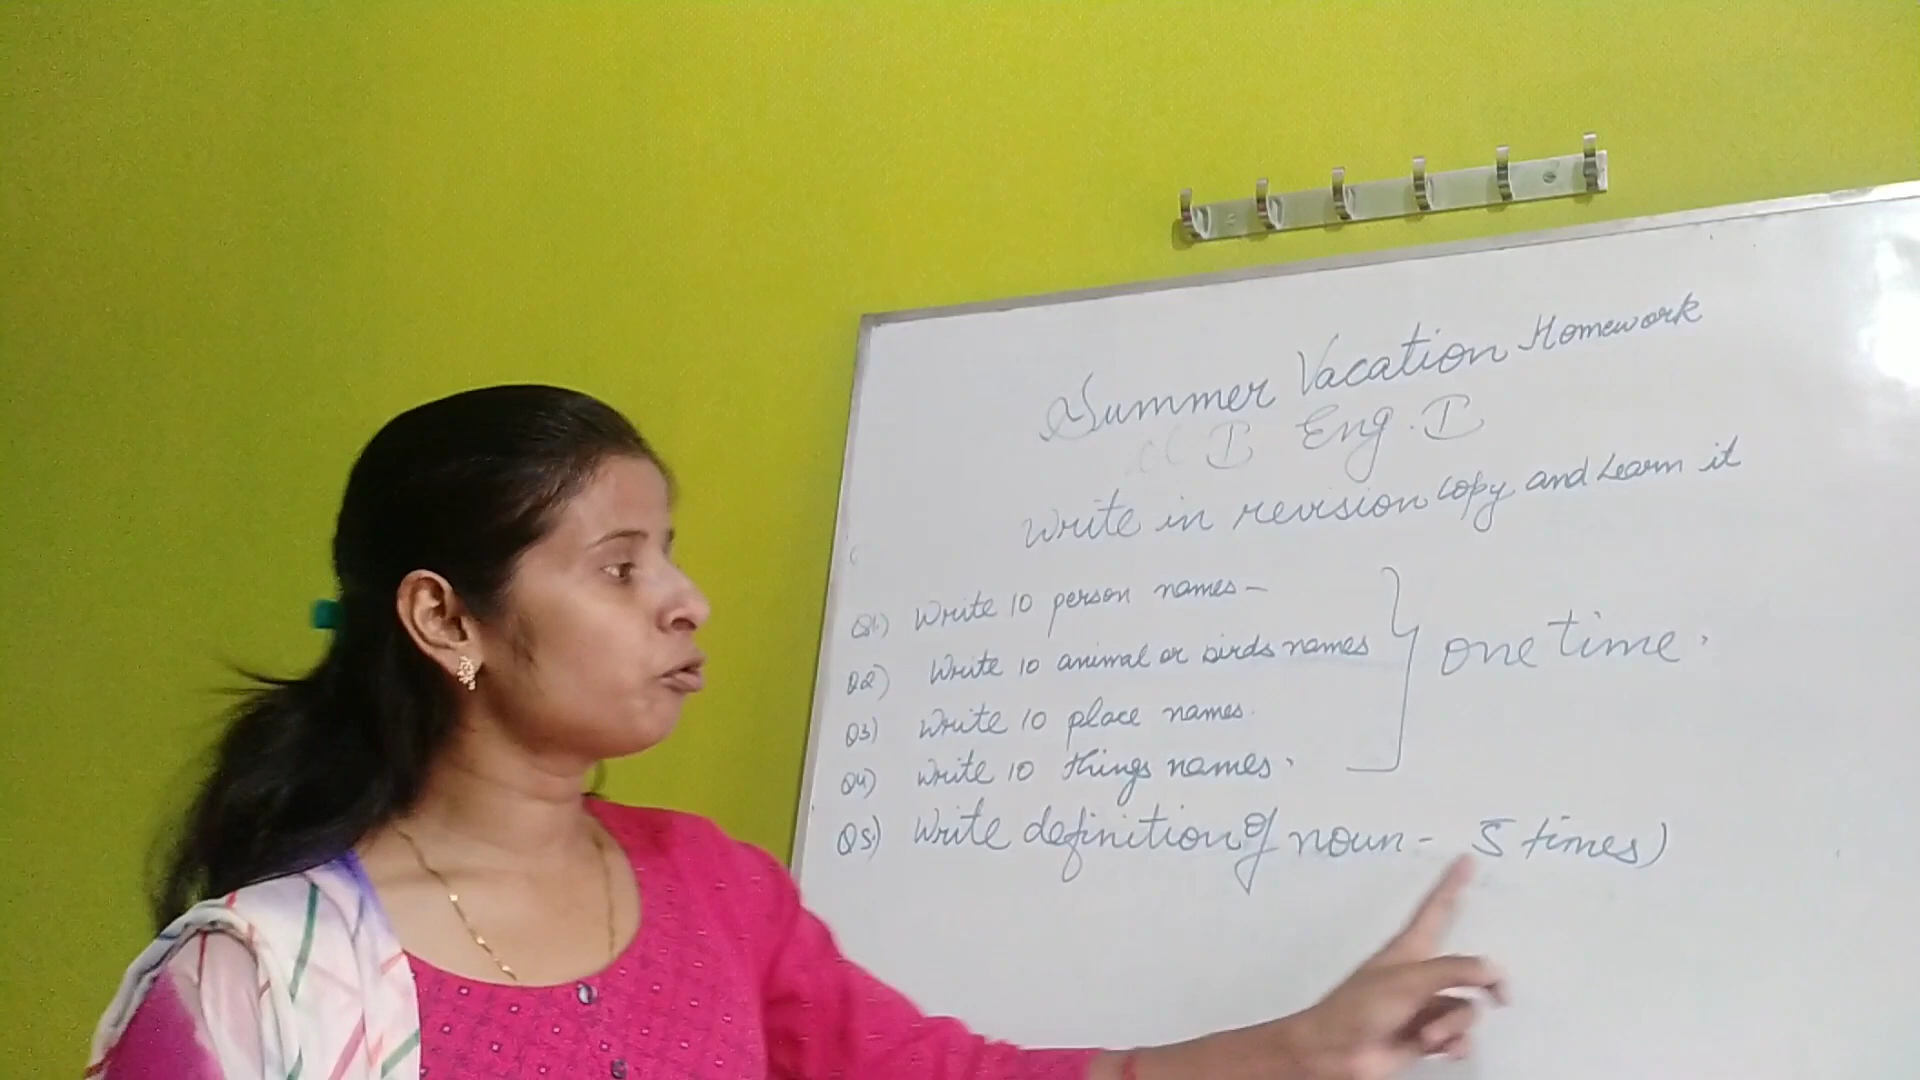 Summer Vacation Homework
I Eng. I
Write in revision copy and Learn it
Q1.) Write 10 person names -
Q2) Write 10 animal or birds names
Q3) Write 10 place names.
Q4) Write 10 things names.
one time.
Q5.) Write definition of noun - 5 times)